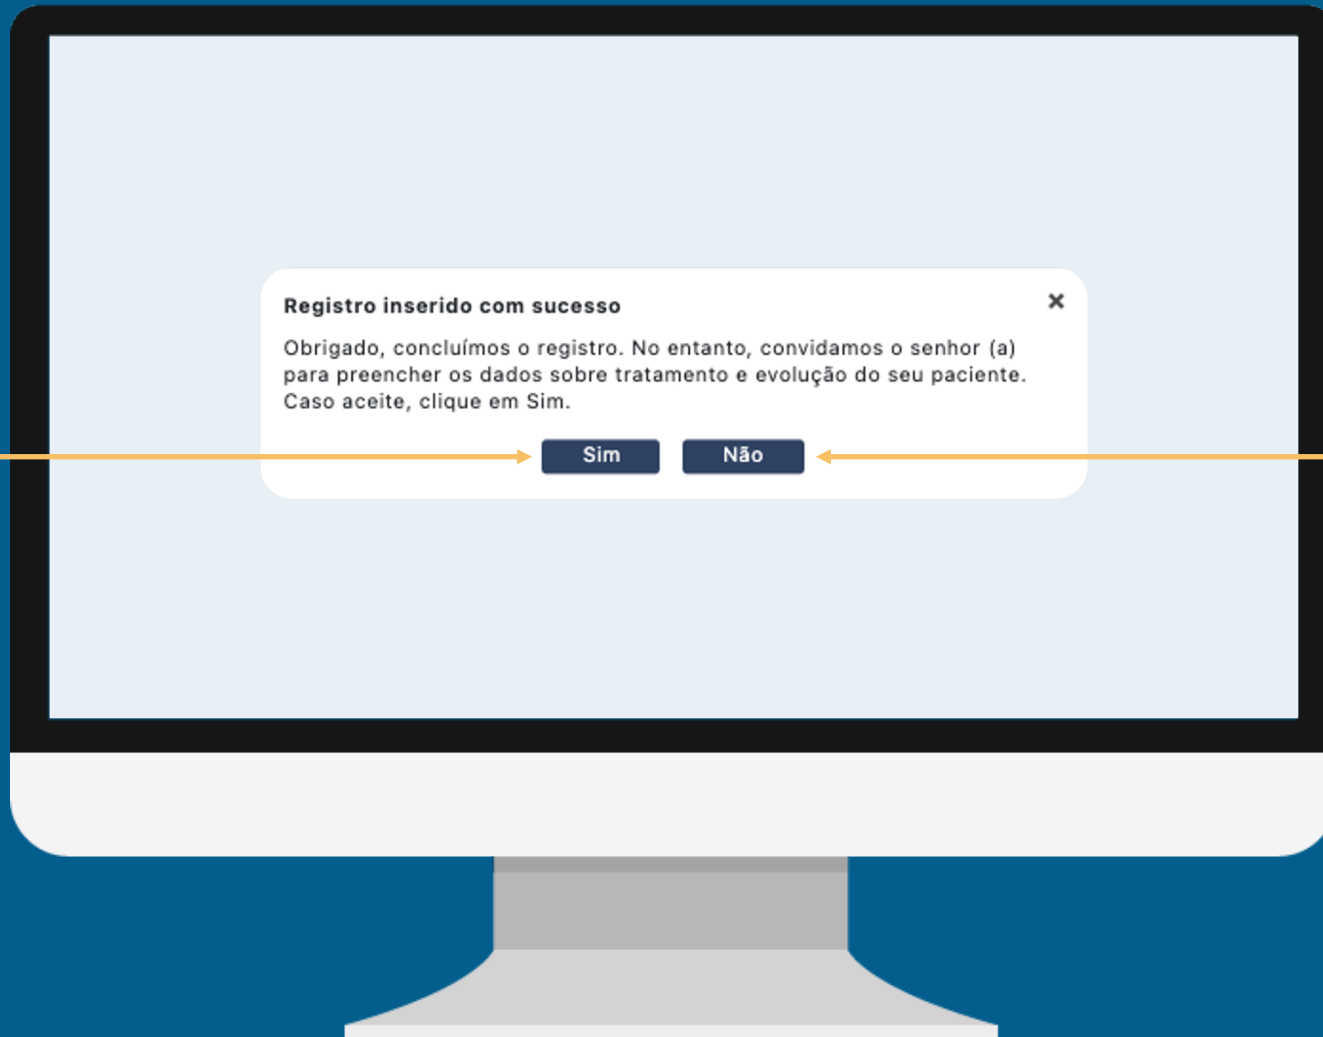 Registro inserido com sucesso
Obrigado, concluímos o registro. No entanto, convidamos o senhor (a)
para preencher os dados sobre tratamento e evolução do seu paciente.
Caso aceite, clique em Sim.
Sim Não